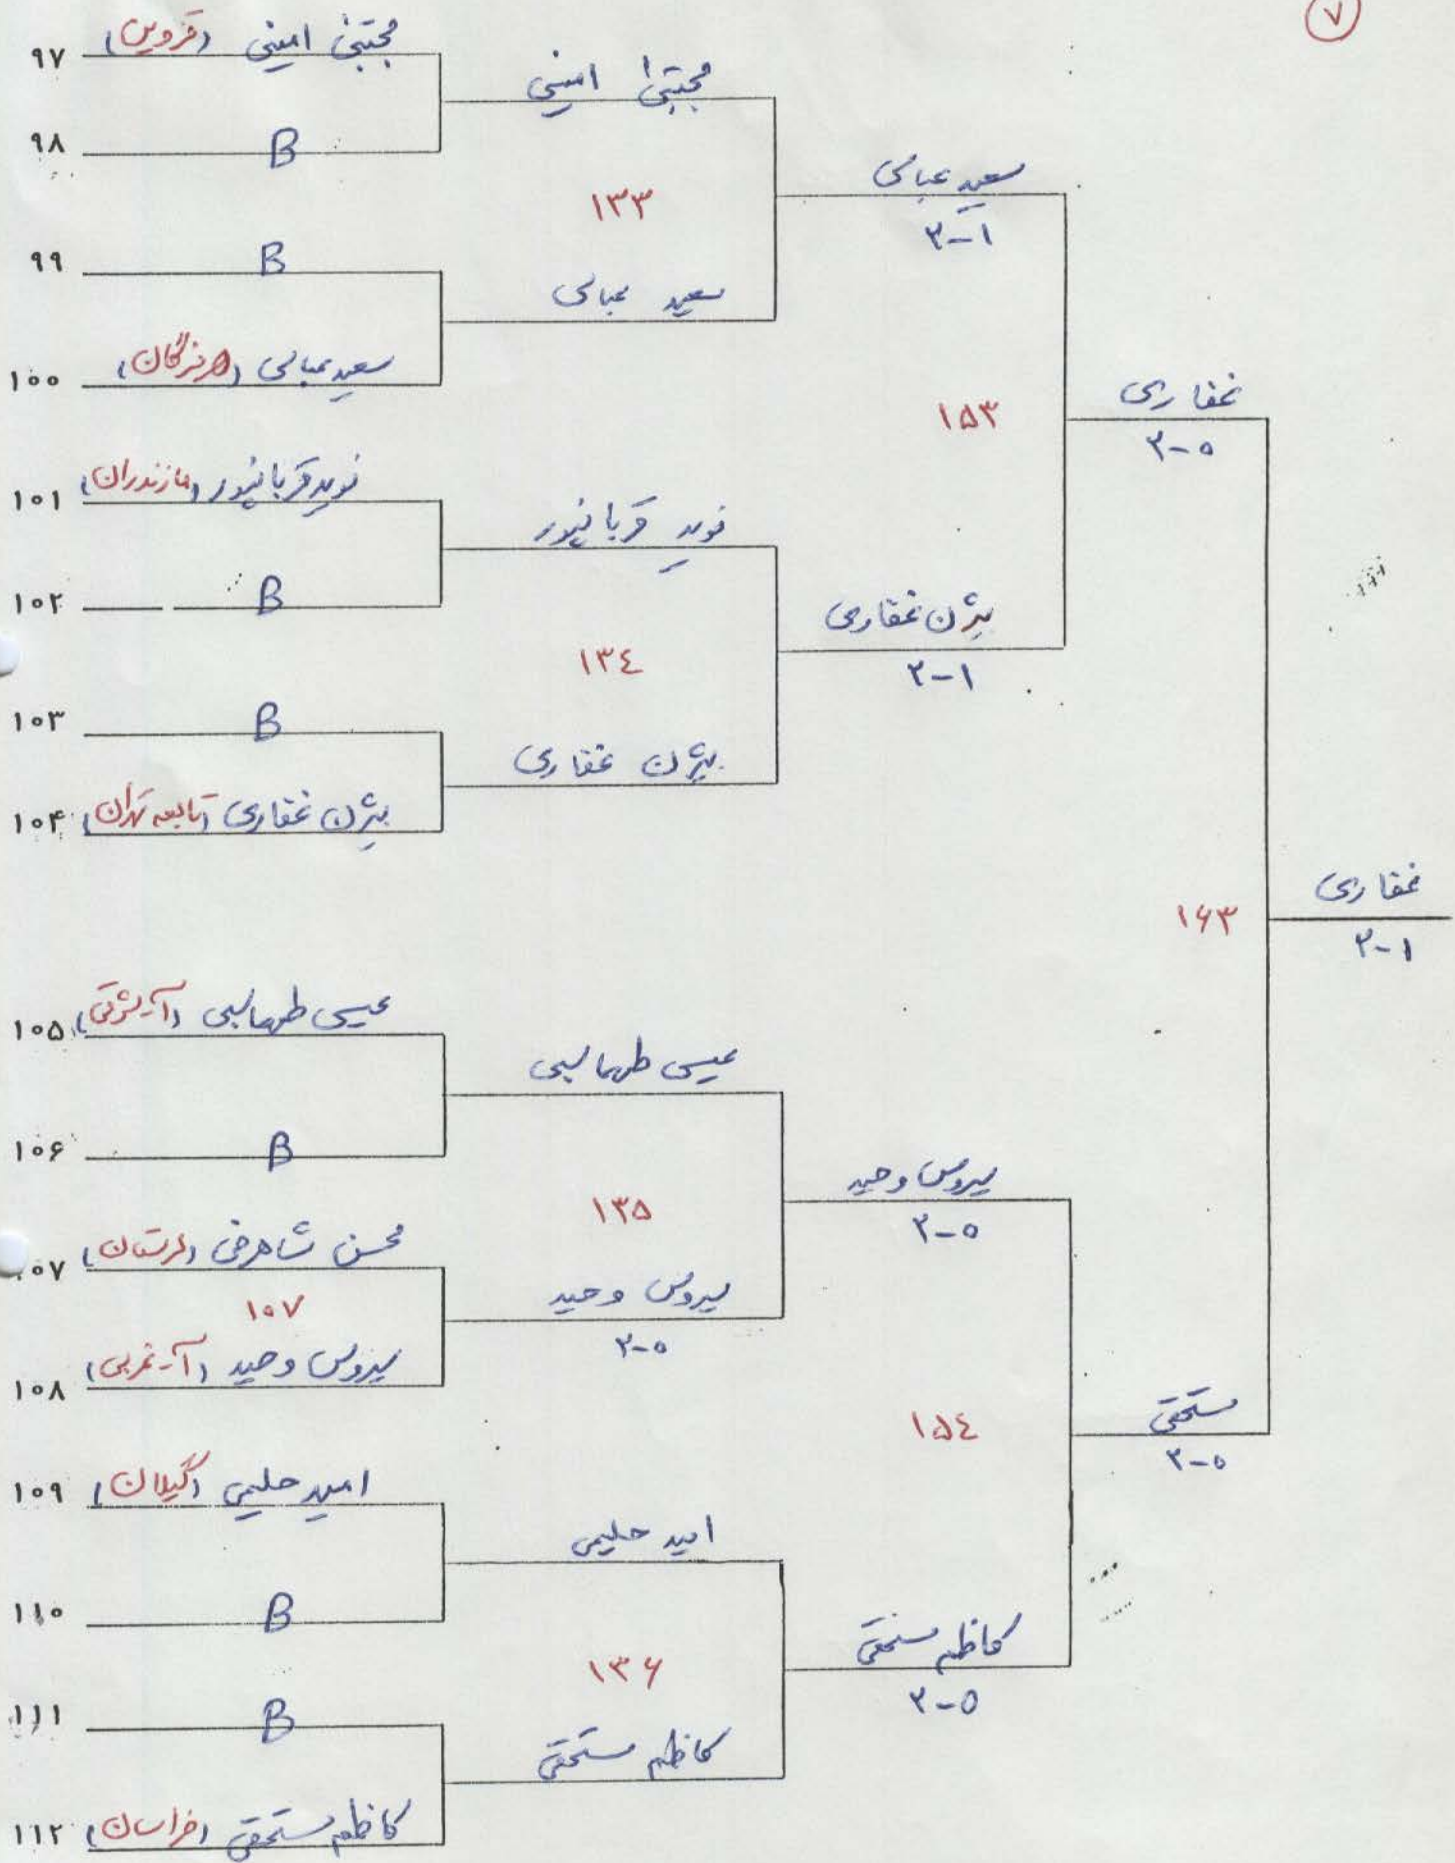 ۷
۹۷ مجتبی امینی (قزوین)
مجتبی امینی
۹۸ B
۱۳۳
سعید عباسی
۲-۱
۹۹ B
سعید عباسی
۱۰۰ سعید عباسی (هرمزگان)
۱۵۳
غفاری
۲-۰
۱۰۱ نوید قربانپور (مازندران)
نوید قربانپور
۱۰۲ B
۱۳۴
بیژن غفاری
۲-۱
۱۰۳ B
بیژن غفاری
۱۰۴ بیژن غفاری (تابعه تهران)
۱۶۳
غفاری
۲-۱
۱۰۵ عیسی طهماسبی (آ-شرقی)
عیسی طهماسبی
۱۰۶ B
۱۳۵
سیروس وحید
۲-۰
۱۰۷ محسن شاهرخی (لرستان)
۱۰۷
سیروس وحید
۲-۰
۱۰۸ سیروس وحید (آ-غربی)
۱۵۴
مستحقی
۲-۰
۱۰۹ امید حلیمی (گیلان)
امید حلیمی
۱۱۰ B
۱۳۶
کاظم مستحقی
۲-۰
۱۱۱ B
کاظم مستحقی
۱۱۲ کاظم مستحقی (خراسان)